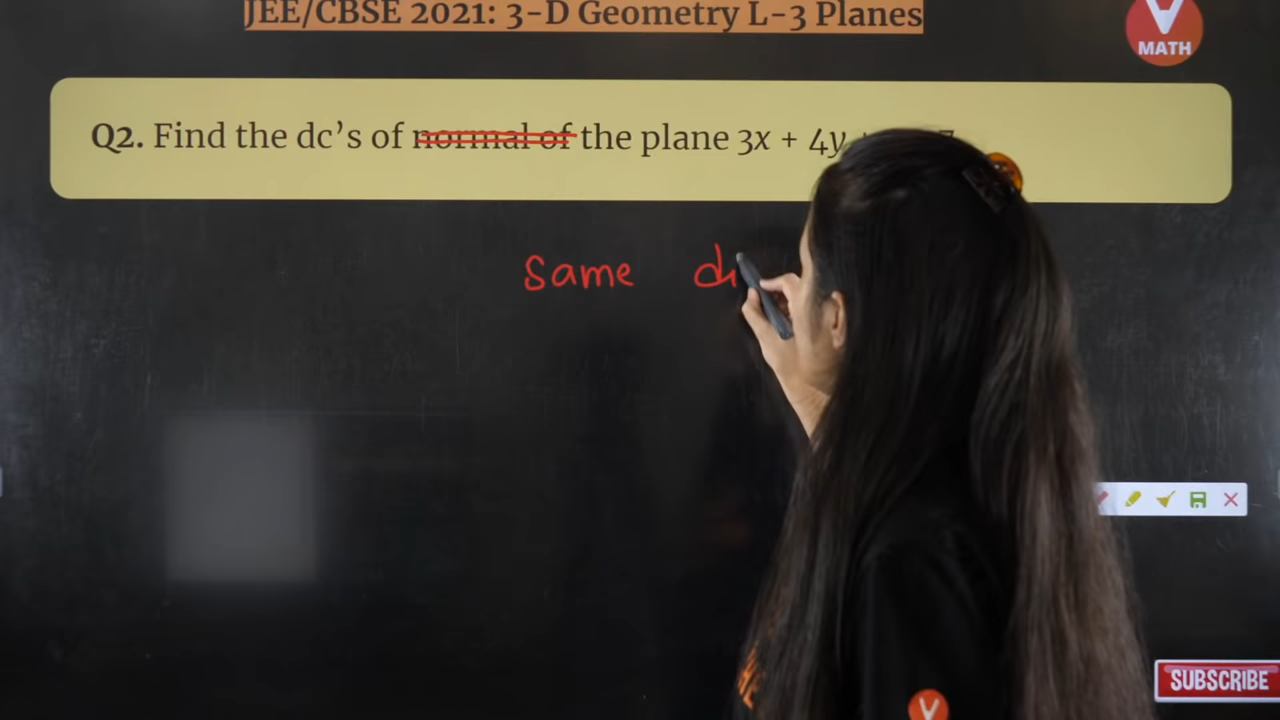 JEE/CBSE 2021: 3-D Geometry L-3 Planes
V
MATH
Q2. Find the dc's of normal of the plane 3x + 4y
same
SUBSCRIBE
V